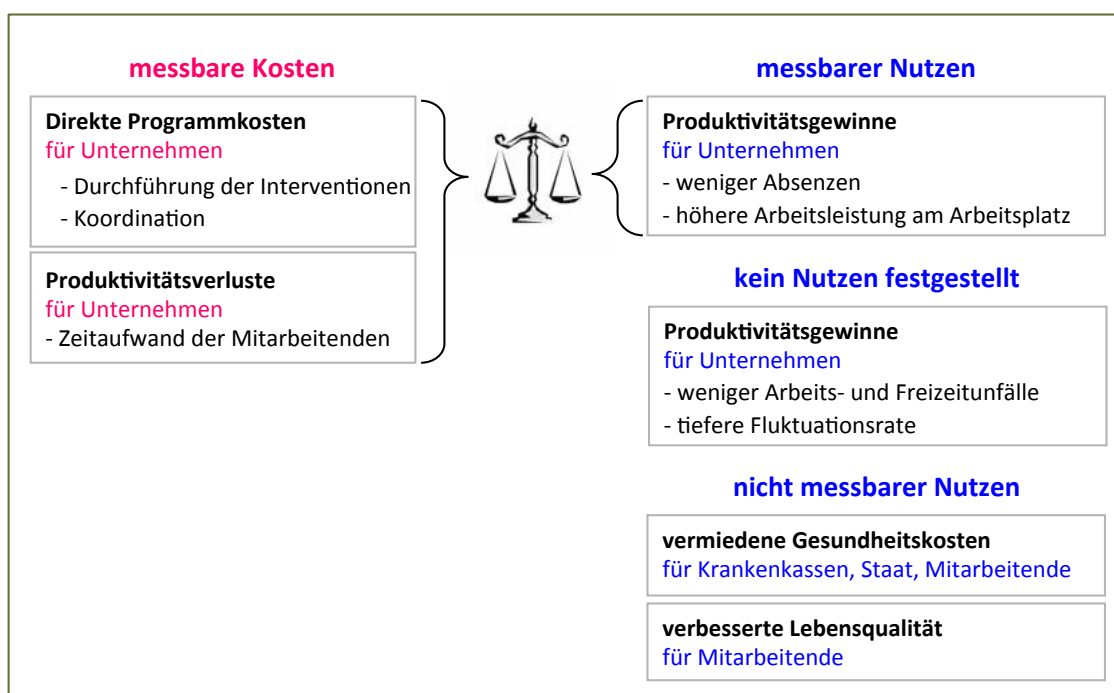 messbare Kosten
Direkte Programmkosten
für Unternehmen
- Durchführung der Interventionen
- Koordination
Produktivitätsverluste
für Unternehmen
- Zeitaufwand der Mitarbeitenden
messbarer Nutzen
Produktivitätsgewinne
für Unternehmen
- weniger Absenzen
- höhere Arbeitsleistung am Arbeitsplatz
kein Nutzen festgestellt
Produktivitätsgewinne
für Unternehmen
- weniger Arbeits- und Freizeitunfälle
- tiefere Fluktuationsrate
nicht messbarer Nutzen
vermiedene Gesundheitskosten
für Krankenkassen, Staat, Mitarbeitende
verbesserte Lebensqualität
für Mitarbeitende